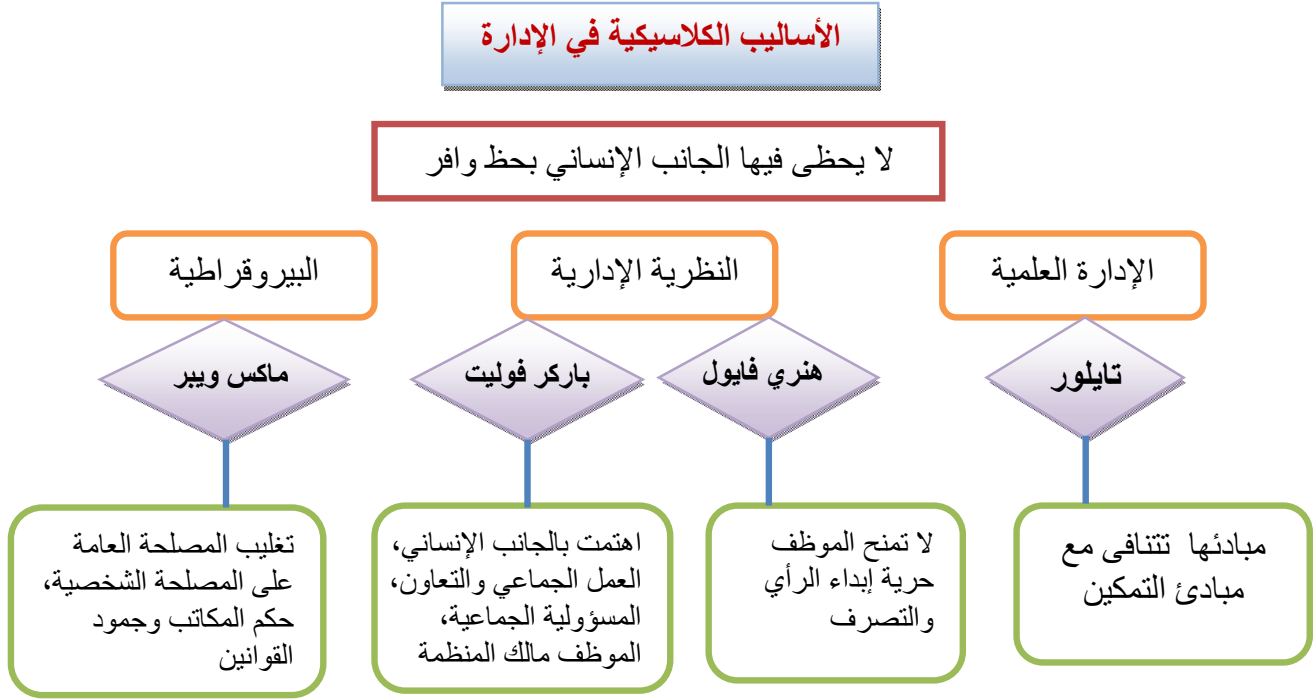 الأساليب الكلاسيكية في الإدارة
لا يحظى فيها الجانب الإنساني بحظ وافر
الإدارة العلمية
النظرية الإدارية
البيروقراطية
تايلور
هنري فايول
باركر فوليت
ماكس ويبر
مبادئها تتنافى مع
مبادئ التمكين
لا تمنح الموظف
حرية إبداء الرأي
والتصرف
اهتمت بالجانب الإنساني،
العمل الجماعي والتعاون،
المسؤولية الجماعية،
الموظف مالك المنظمة
تغليب المصلحة العامة
على المصلحة الشخصية،
حكم المكاتب وجمود
القوانين